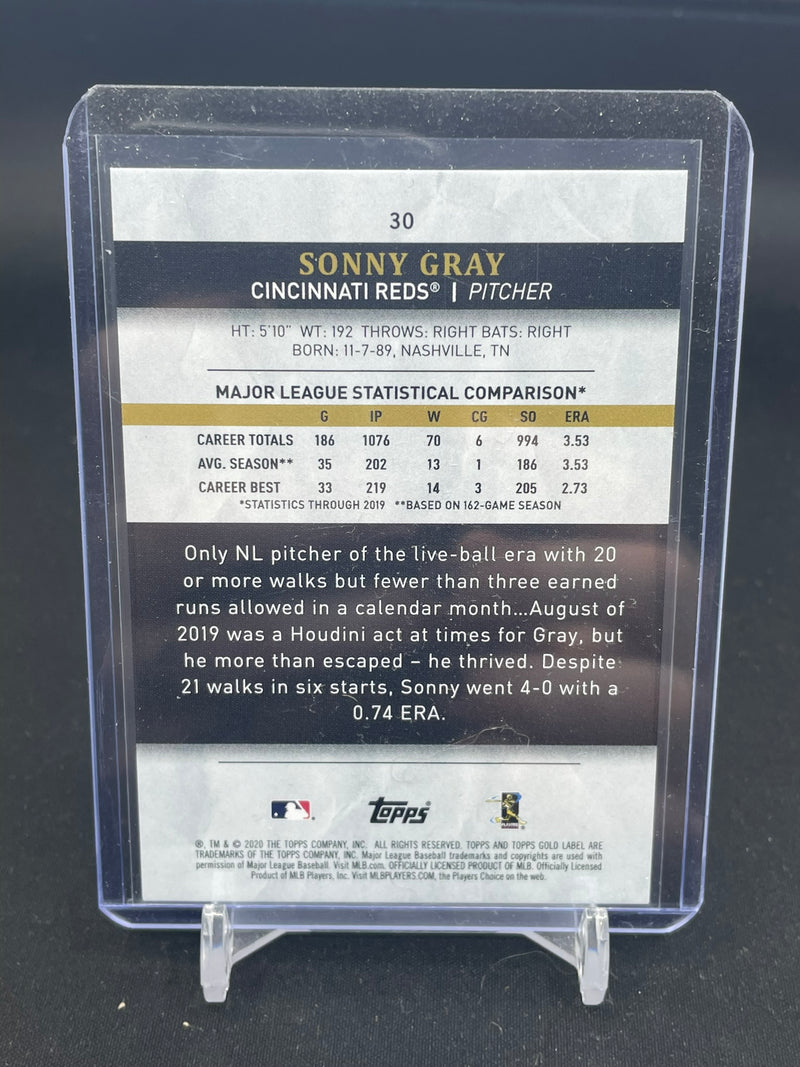 30
SONNY GRAY
CINCINNATI REDS® | PITCHER
HT: 5'10" WT: 192 THROWS: RIGHT BATS: RIGHT
BORN: 11-7-89, NASHVILLE, TN
MAJOR LEAGUE STATISTICAL COMPARISON*
G IP W CG SO ERA
CAREER TOTALS 186 1076 70 6 994 3.53
AVG. SEASON** 35 202 13 1 186 3.53
CAREER BEST 33 219 14 3 205 2.73
*STATISTICS THROUGH 2019 **BASED ON 162-GAME SEASON
Only NL pitcher of the live-ball era with 20
or more walks but fewer than three earned
runs allowed in a calendar month...August of
2019 was a Houdini act at times for Gray, but
he more than escaped – he thrived. Despite
21 walks in six starts, Sonny went 4-0 with a
0.74 ERA.
Topps
®, TM & © 2020 THE TOPPS COMPANY, INC. ALL RIGHTS RESERVED. TOPPS AND TOPPS GOLD LABEL ARE
TRADEMARKS OF THE TOPPS COMPANY, INC. Major League Baseball trademarks and copyrights are used with
permission of Major League Baseball. Visit MLB.com. OFFICIALLY LICENSED PRODUCT OF MLB. Officially Licensed
Product of MLB Players, Inc. Visit MLBPLAYERS.COM, the Players Choice on the web.